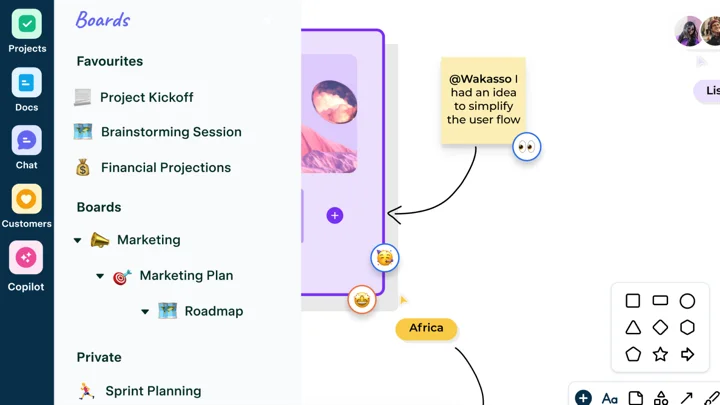 Projects
Docs
Chat
Customers
Copilot
Boards
Favourites
Project Kickoff
Brainstorming Session
Financial Projections
Boards
Marketing
Marketing Plan
Roadmap
Private
Sprint Planning
@Wakasso I
had an idea
to simplify
the user flow
Africa
Lis
Aa